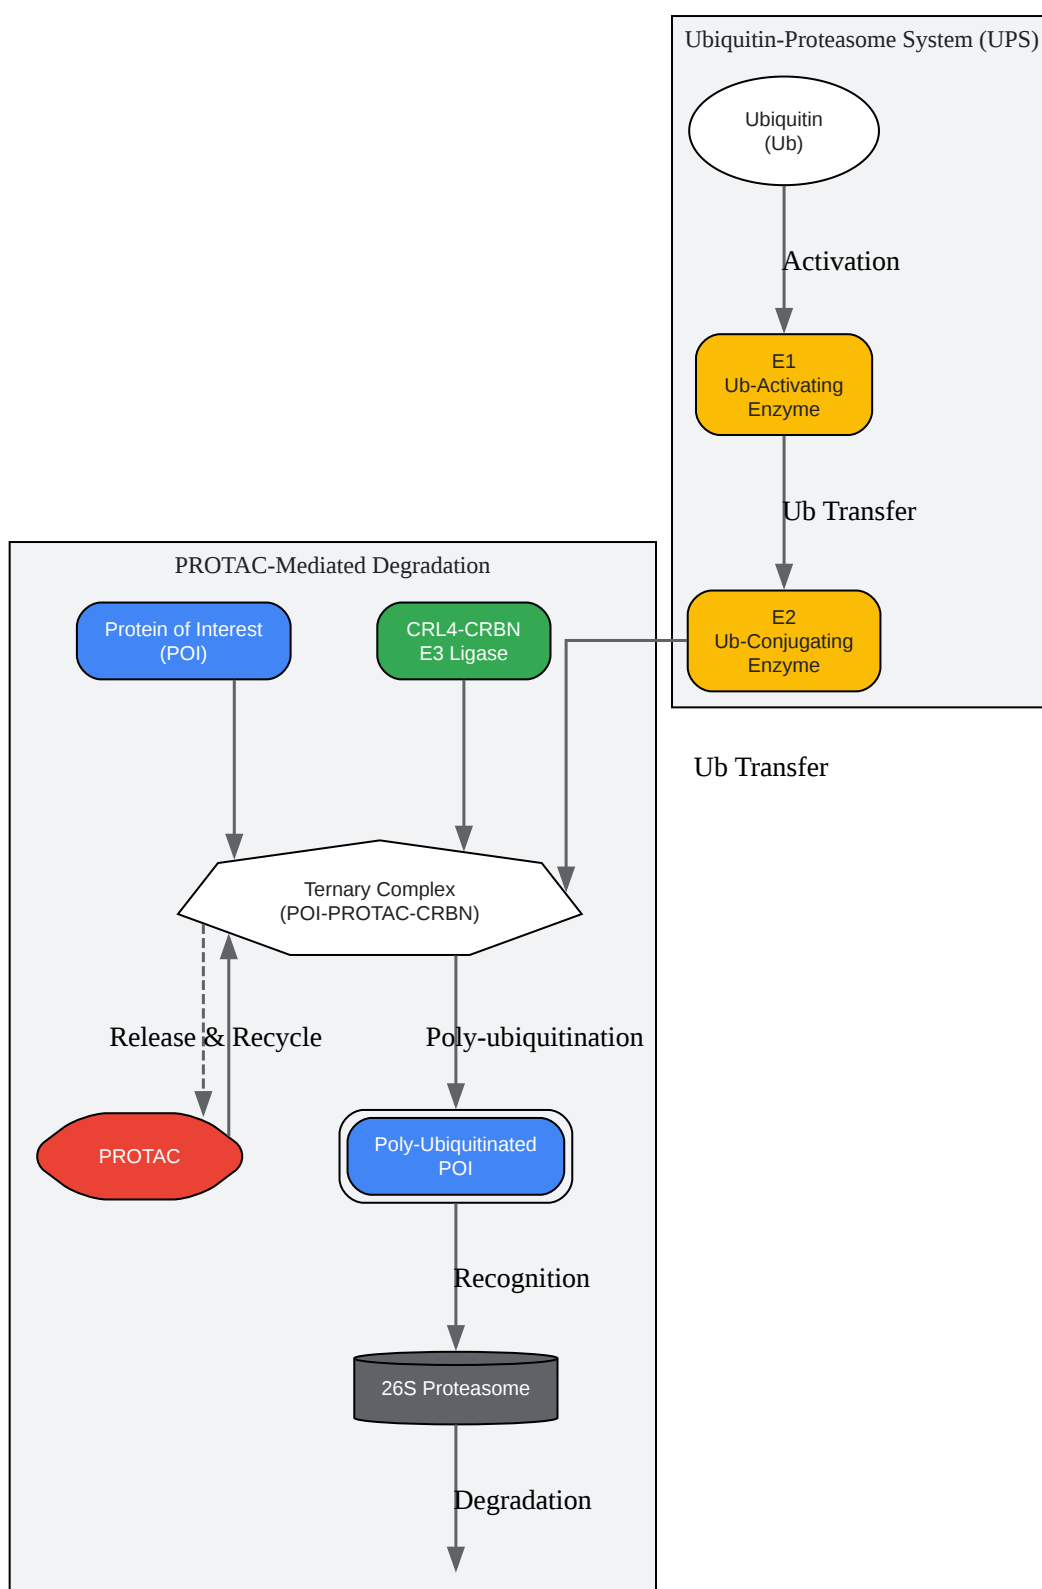 Ubiquitin-Proteasome System (UPS)
Ubiquitin
(Ub)
Activation
E1
Ub-Activating
Enzyme
Ub Transfer
E2
Ub-Conjugating
Enzyme
Ub Transfer
PROTAC-Mediated Degradation
Protein of Interest
(POI)
CRL4-CRBN
E3 Ligase
Ternary Complex
(POI-PROTAC-CRBN)
Release & Recycle
Poly-ubiquitination
PROTAC
Poly-Ubiquitinated
POI
Recognition
26S Proteasome
Degradation